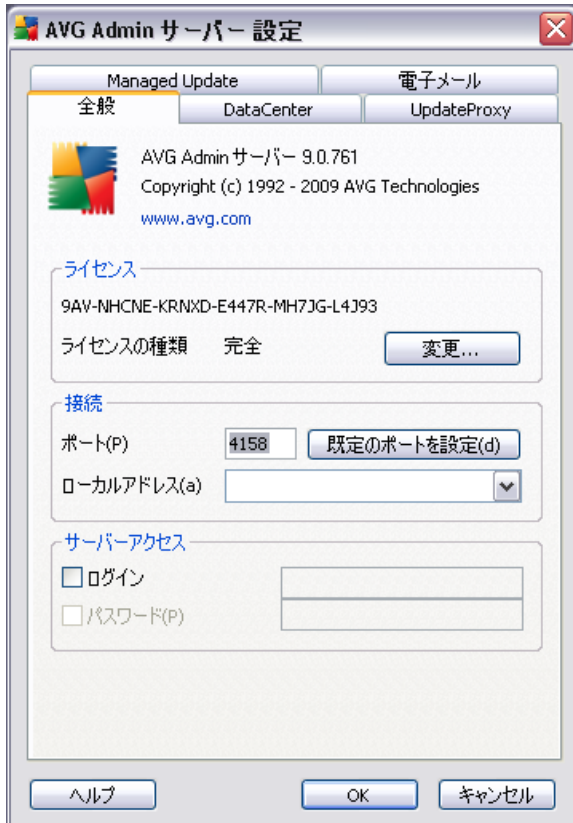 AVG Admin サーバー 設定
Managed Update
電子メール
全般
DataCenter
UpdateProxy
AVG Admin サーバー 9.0.761
Copyright (c) 1992 - 2009 AVG Technologies
www.avg.com
ライセンス
9AV-NHCNE-KRNXD-E447R-MH7JG-L4J93
ライセンスの種類 完全
変更...
接続
ポート(P) 4158 既定のポートを設定(d)
ローカルアドレス(a)
サーバーアクセス
ログイン
パスワード(P)
ヘルプ OK キャンセル